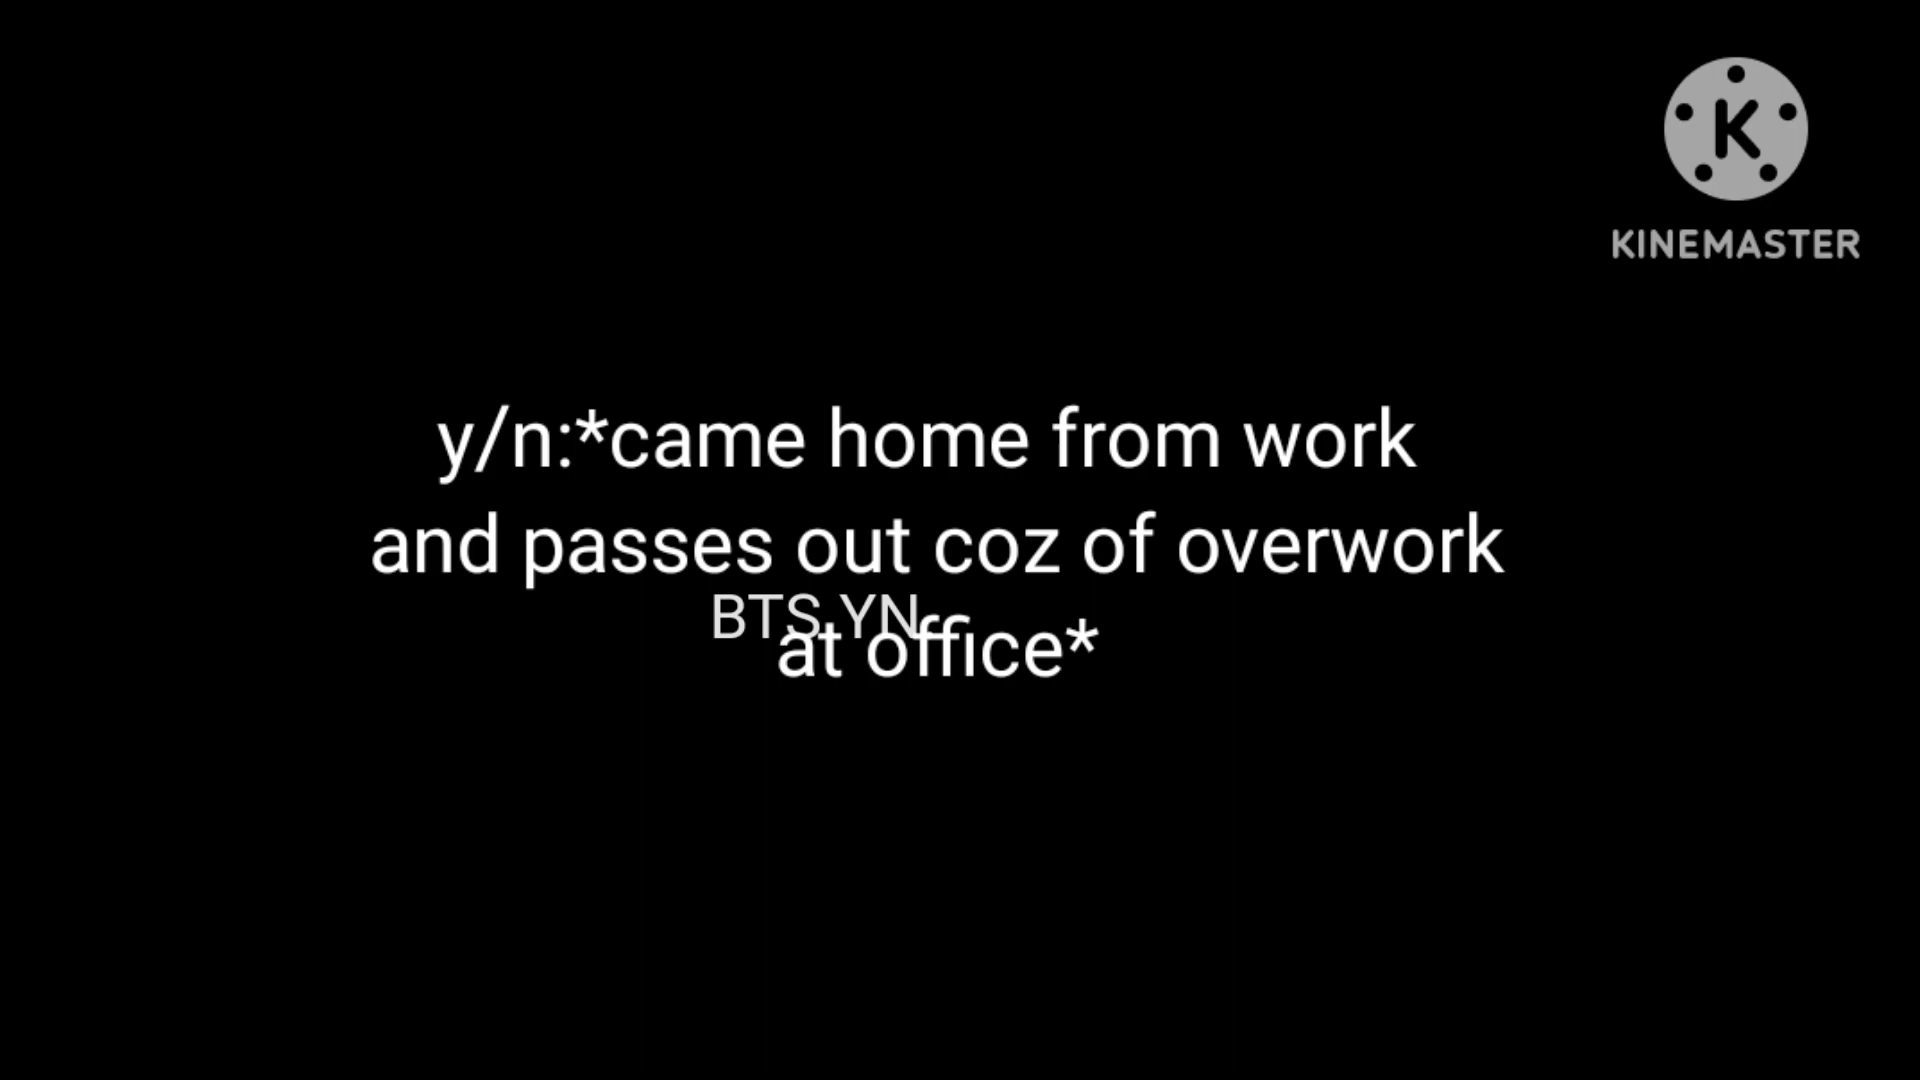 K
KINEMASTER
y/n:*came home from work
and passes out coz of overwork
BTS YN
at office*